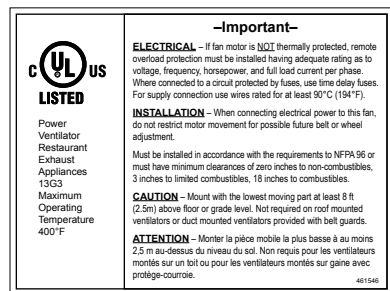 C UL US
LISTED
Power
Ventilator
Restaurant
Exhaust
Appliances
13G3
Maximum
Operating
Temperature
400°F
–Important–
ELECTRICAL – If fan motor is NOT thermally protected, remote
overload protection must be installed having adequate rating as to
voltage, frequency, horsepower, and full load current per phase.
Where connected to a circuit protected by fuses, use time delay fuses.
For supply connection use wires rated for at least 90°C (194°F).
INSTALLATION – When connecting electrical power to this fan,
do not restrict motor movement for possible future belt or wheel
adjustment.
Must be installed in accordance with the requirements to NFPA 96 or
must have minimum clearances of zero inches to non-combustibles,
3 inches to limited combustibles, 18 inches to combustibles.
CAUTION – Mount with the lowest moving part at least 8 ft
(2.5m) above floor or grade level. Not required on roof mounted
ventilators or duct mounted ventilators provided with belt guards.
ATTENTION – Monter la pièce mobile la plus basse à au moins
2,5 m au-dessus du niveau du sol. Non requis pour les ventilateurs
montés sur un toit ou pour les ventilateurs montés sur gaine avec
protège-courroie.
461546